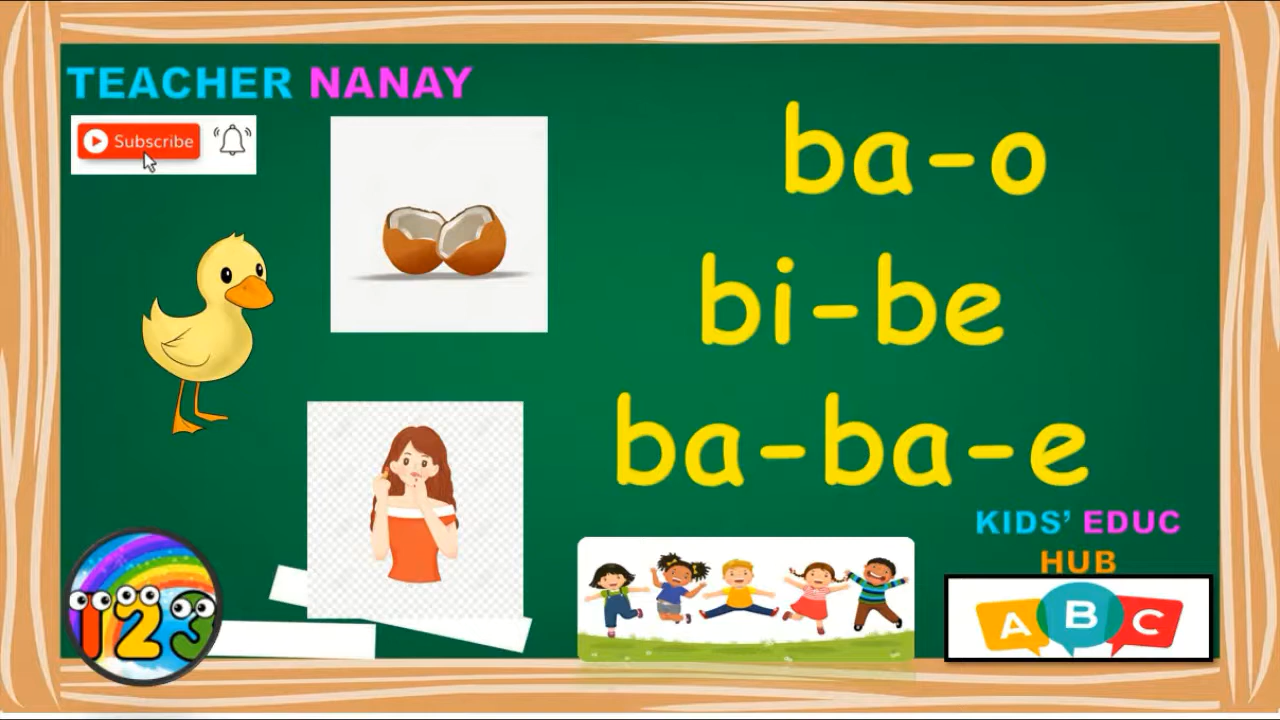 TEACHER NANAY
Subscribe
ba-o
bi-be
ba-ba-e
KIDS' EDUC
HUB
123
A B C